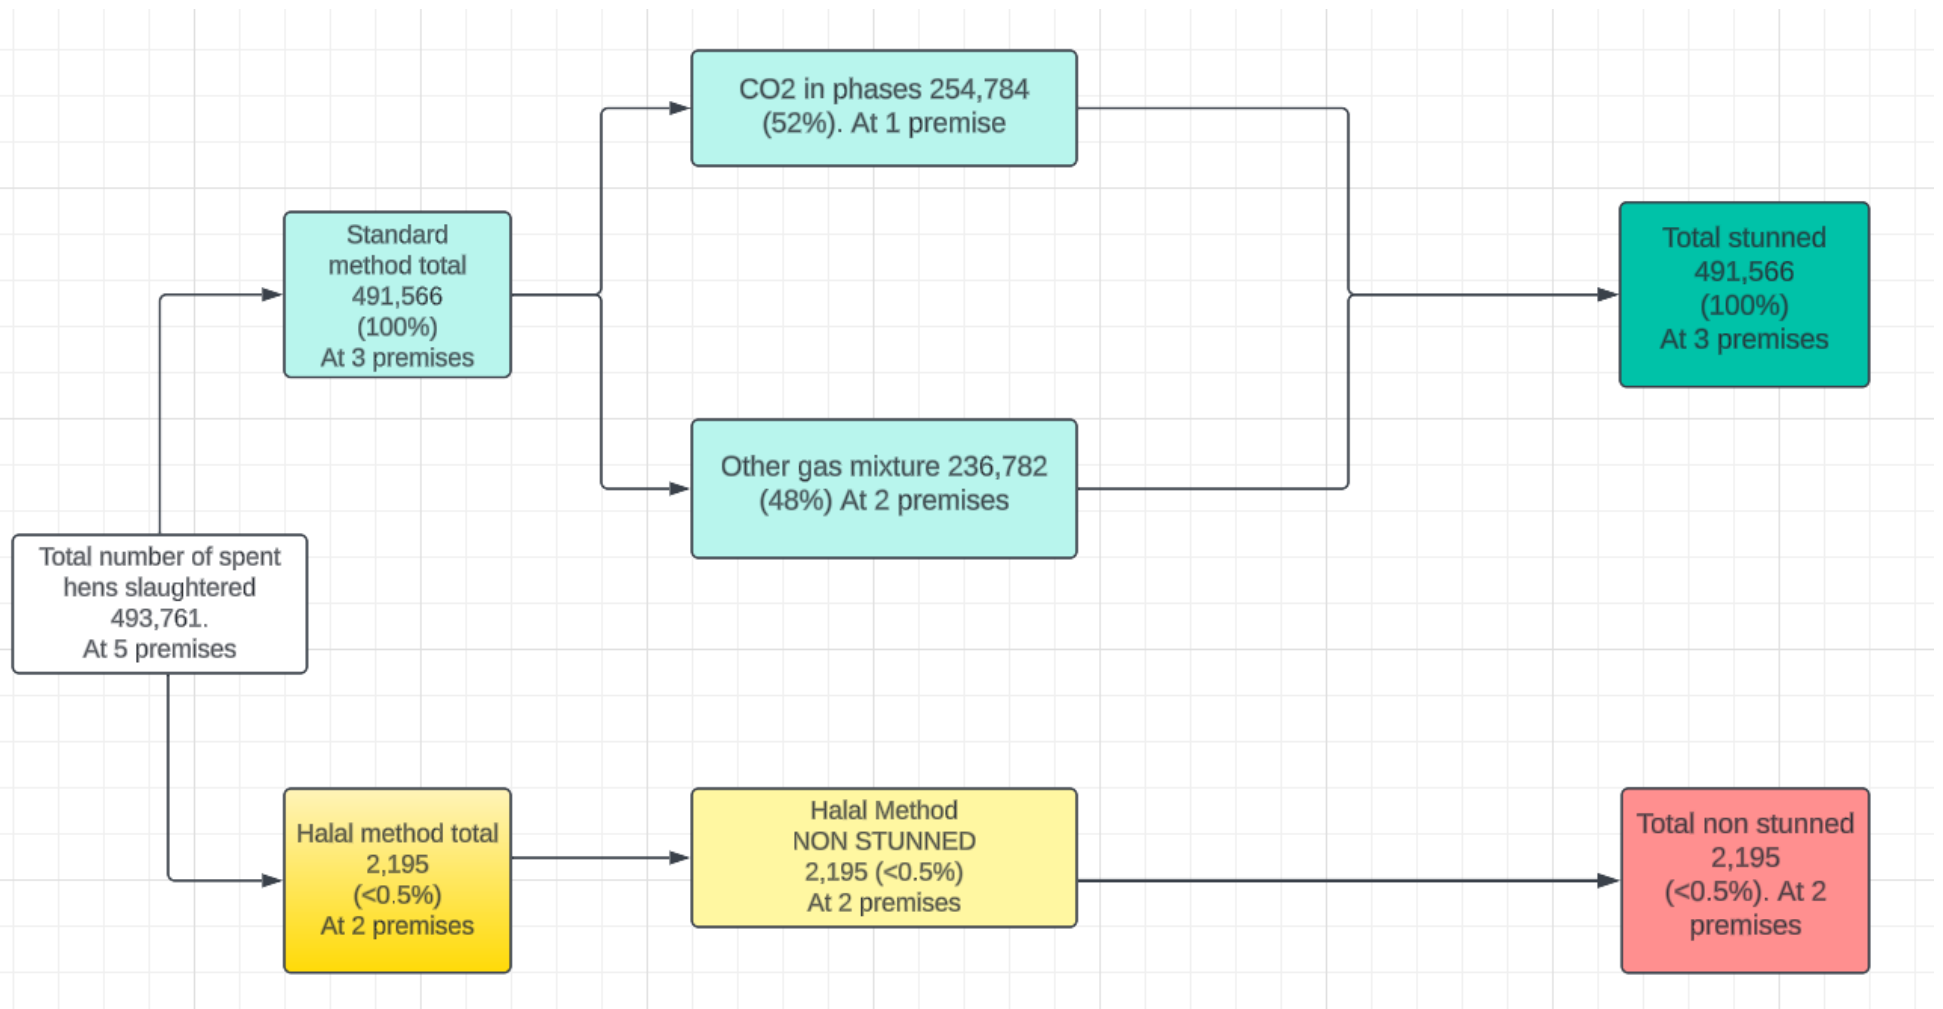 CO2 in phases 254,784
(52%). At 1 premise
Standard
method total
491,566
(100%)
At 3 premises
Total stunned
491,566
(100%)
At 3 premises
Other gas mixture 236,782
(48%) At 2 premises
Total number of spent
hens slaughtered
493,761.
At 5 premises
Halal method total
2,195
(<0.5%)
At 2 premises
Halal Method
NON STUNNED
2,195 (<0.5%)
At 2 premises
Total non stunned
2,195
(<0.5%). At 2
premises